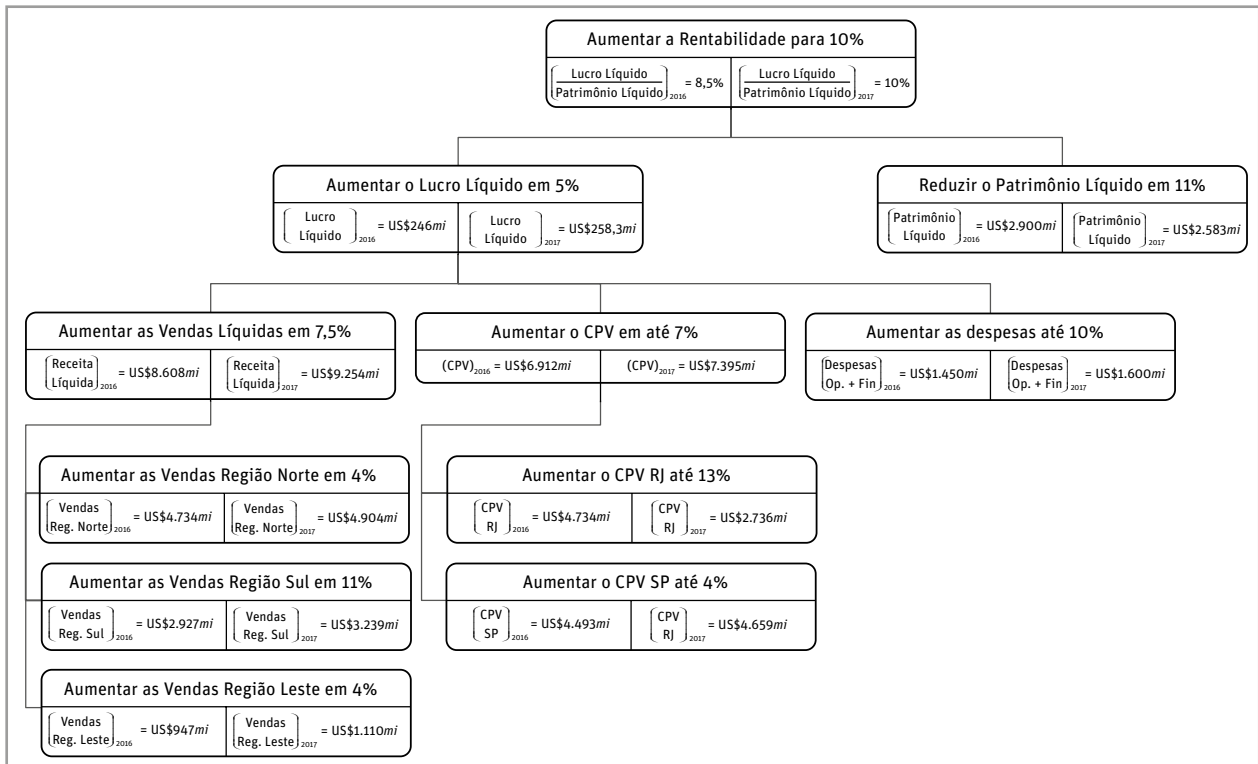 Aumentar a Rentabilidade para 10%
(Lucro Líquido / Patrimônio Líquido)2016 = 8,5%
(Lucro Líquido / Patrimônio Líquido)2017 = 10%
Aumentar o Lucro Líquido em 5%
(Lucro Líquido)2016 = US$246mi
(Lucro Líquido)2017 = US$258,3mi
Reduzir o Patrimônio Líquido em 11%
(Patrimônio Líquido)2016 = US$2.900mi
(Patrimônio Líquido)2017 = US$2.583mi
Aumentar as Vendas Líquidas em 7,5%
(Receita Líquida)2016 = US$8.608mi
(Receita Líquida)2017 = US$9.254mi
Aumentar o CPV em até 7%
(CPV)2016 = US$6.912mi
(CPV)2017 = US$7.395mi
Aumentar as despesas até 10%
(Despesas Op. + Fin)2016 = US$1.450mi
(Despesas Op. + Fin)2017 = US$1.600mi
Aumentar as Vendas Região Norte em 4%
(Vendas Reg. Norte)2016 = US$4.734mi
(Vendas Reg. Norte)2017 = US$4.904mi
Aumentar o CPV RJ até 13%
(CPV RJ)2016 = US$4.734mi
(CPV RJ)2017 = US$2.736mi
Aumentar as Vendas Região Sul em 11%
(Vendas Reg. Sul)2016 = US$2.927mi
(Vendas Reg. Sul)2017 = US$3.239mi
Aumentar o CPV SP até 4%
(CPV SP)2016 = US$4.493mi
(CPV RJ)2017 = US$4.659mi
Aumentar as Vendas Região Leste em 4%
(Vendas Reg. Leste)2016 = US$947mi
(Vendas Reg. Leste)2017 = US$1.110mi